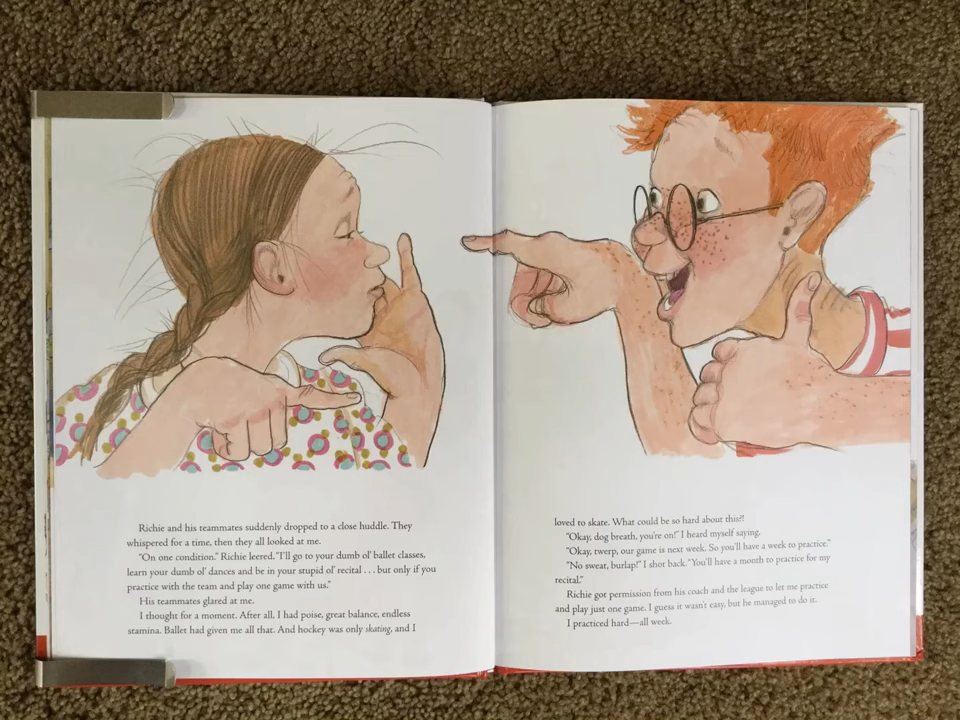 Richie and his teammates suddenly dropped to a close huddle. They
whispered for a time, then they all looked at me.
"On one condition." Richie leered. "I'll go to your dumb ol' ballet classes,
learn your dumb ol' dances and be in your stupid ol' recital . . . but only if you
practice with the team and play one game with us."
His teammates glared at me.
I thought for a moment. After all, I had poise, great balance, endless
stamina. Ballet had given me all that. And hockey was only skating, and I
loved to skate. What could be so hard about this?!
"Okay, dog breath, you're on!" I heard myself saying.
"Okay, twerp, our game is next week. So you'll have a week to practice."
"No sweat, burlap!" I shot back. "You'll have a month to practice for my
recital."
Richie got permission from his coach and the league to let me practice
and play just one game. I guess it wasn't easy, but he managed to do it.
I practiced hard—all week.